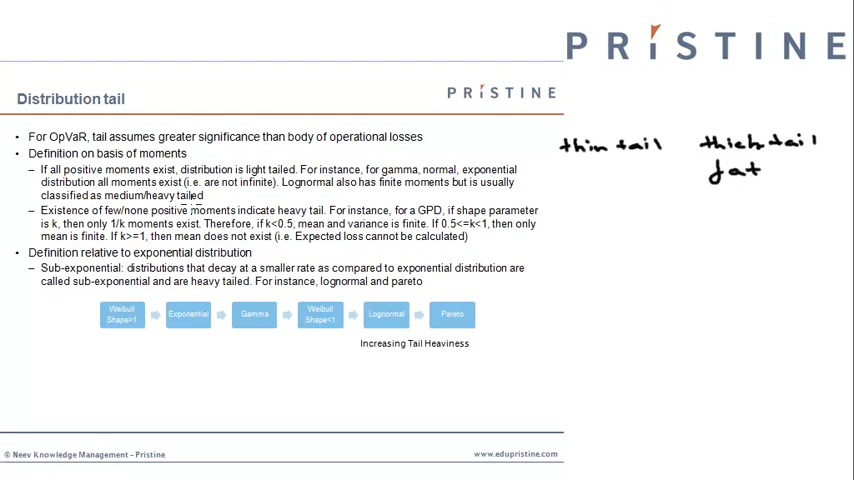 PRISTINE
Distribution tail
PRISTINE
• For OpVaR, tail assumes greater significance than body of operational losses
• Definition on basis of moments
– If all positive moments exist, distribution is light tailed. For instance, for gamma, normal, exponential
distribution all moments exist (i.e. are not infinite). Lognormal also has finite moments but is usually
classified as medium/heavy tailed
– Existence of few/none positive moments indicate heavy tail. For instance, for a GPD, if shape parameter
is k, then only 1/k moments exist. Therefore, if k<0.5, mean and variance is finite. If 0.5<=k<1, then only
mean is finite. If k>=1, then mean does not exist (i.e. Expected loss cannot be calculated)
• Definition relative to exponential distribution
– Sub-exponential: distributions that decay at a smaller rate as compared to exponential distribution are
called sub-exponential and are heavy tailed. For instance, lognormal and pareto
Weibull
Shape>1
Exponential
Gamma
Weibull
Shape<1
Lognormal
Pareto
Increasing Tail Heaviness
thin tail
thick tail
fat
© Neev Knowledge Management – Pristine
www.edupristine.com